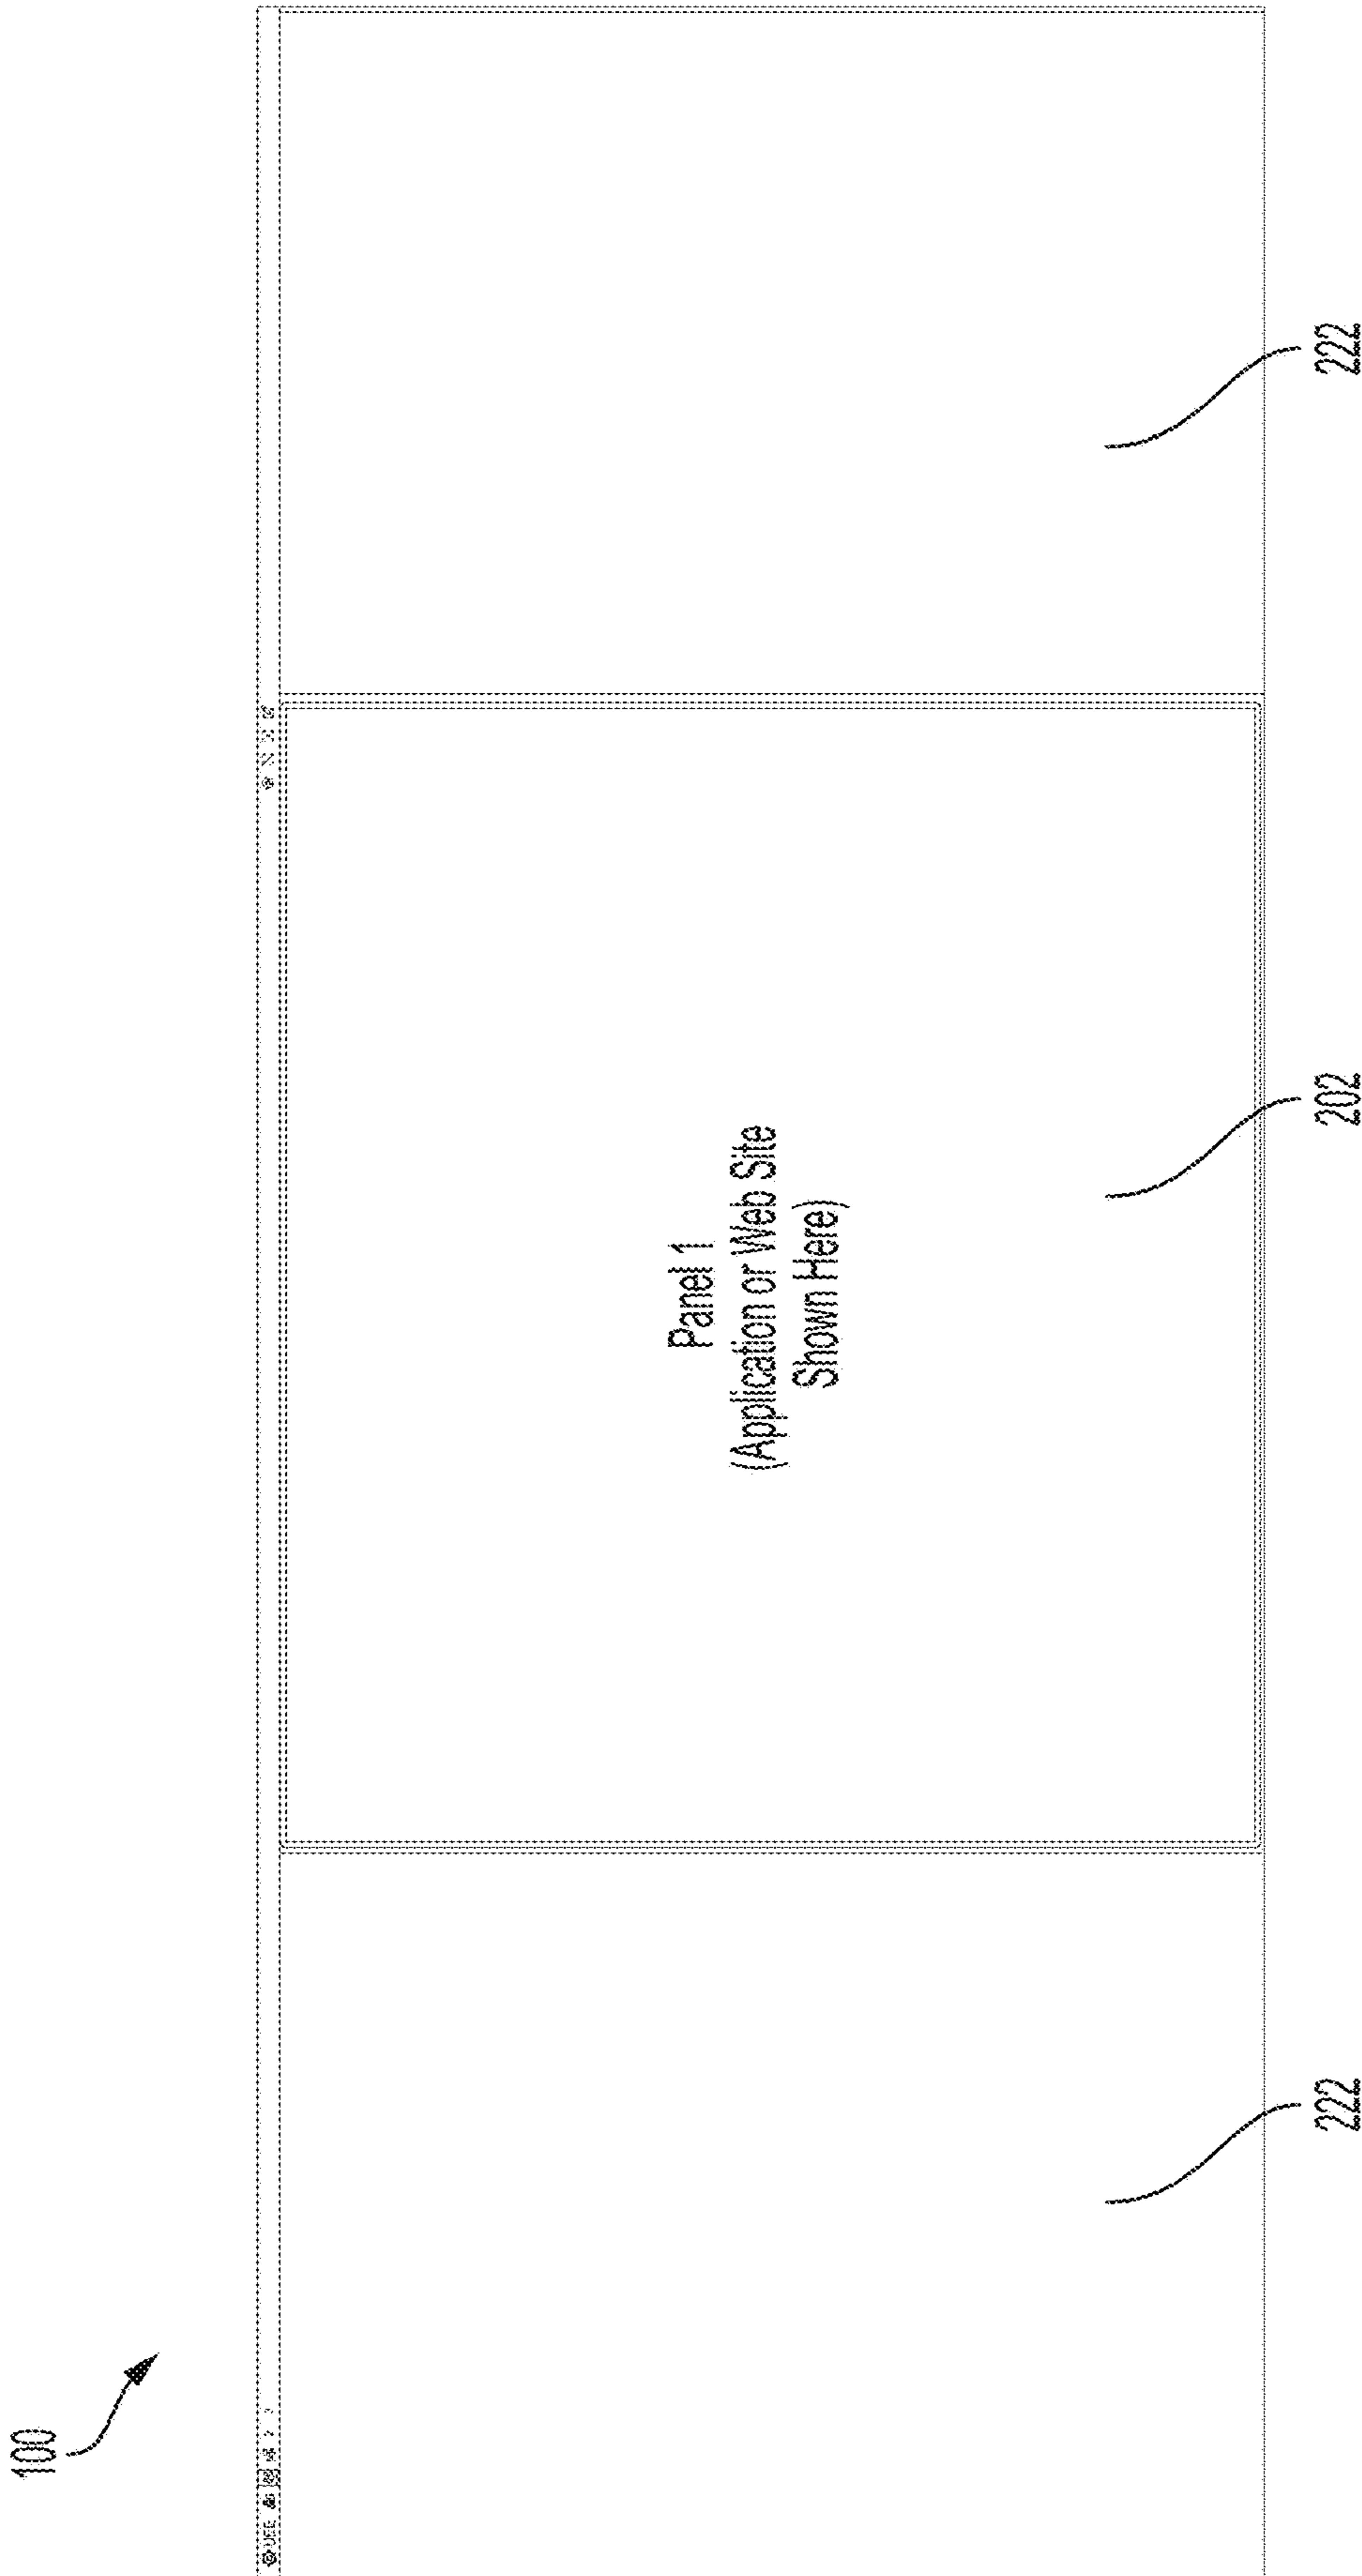 100
Panel 1
(Application or Web Site
Shown Here)
222
202
222